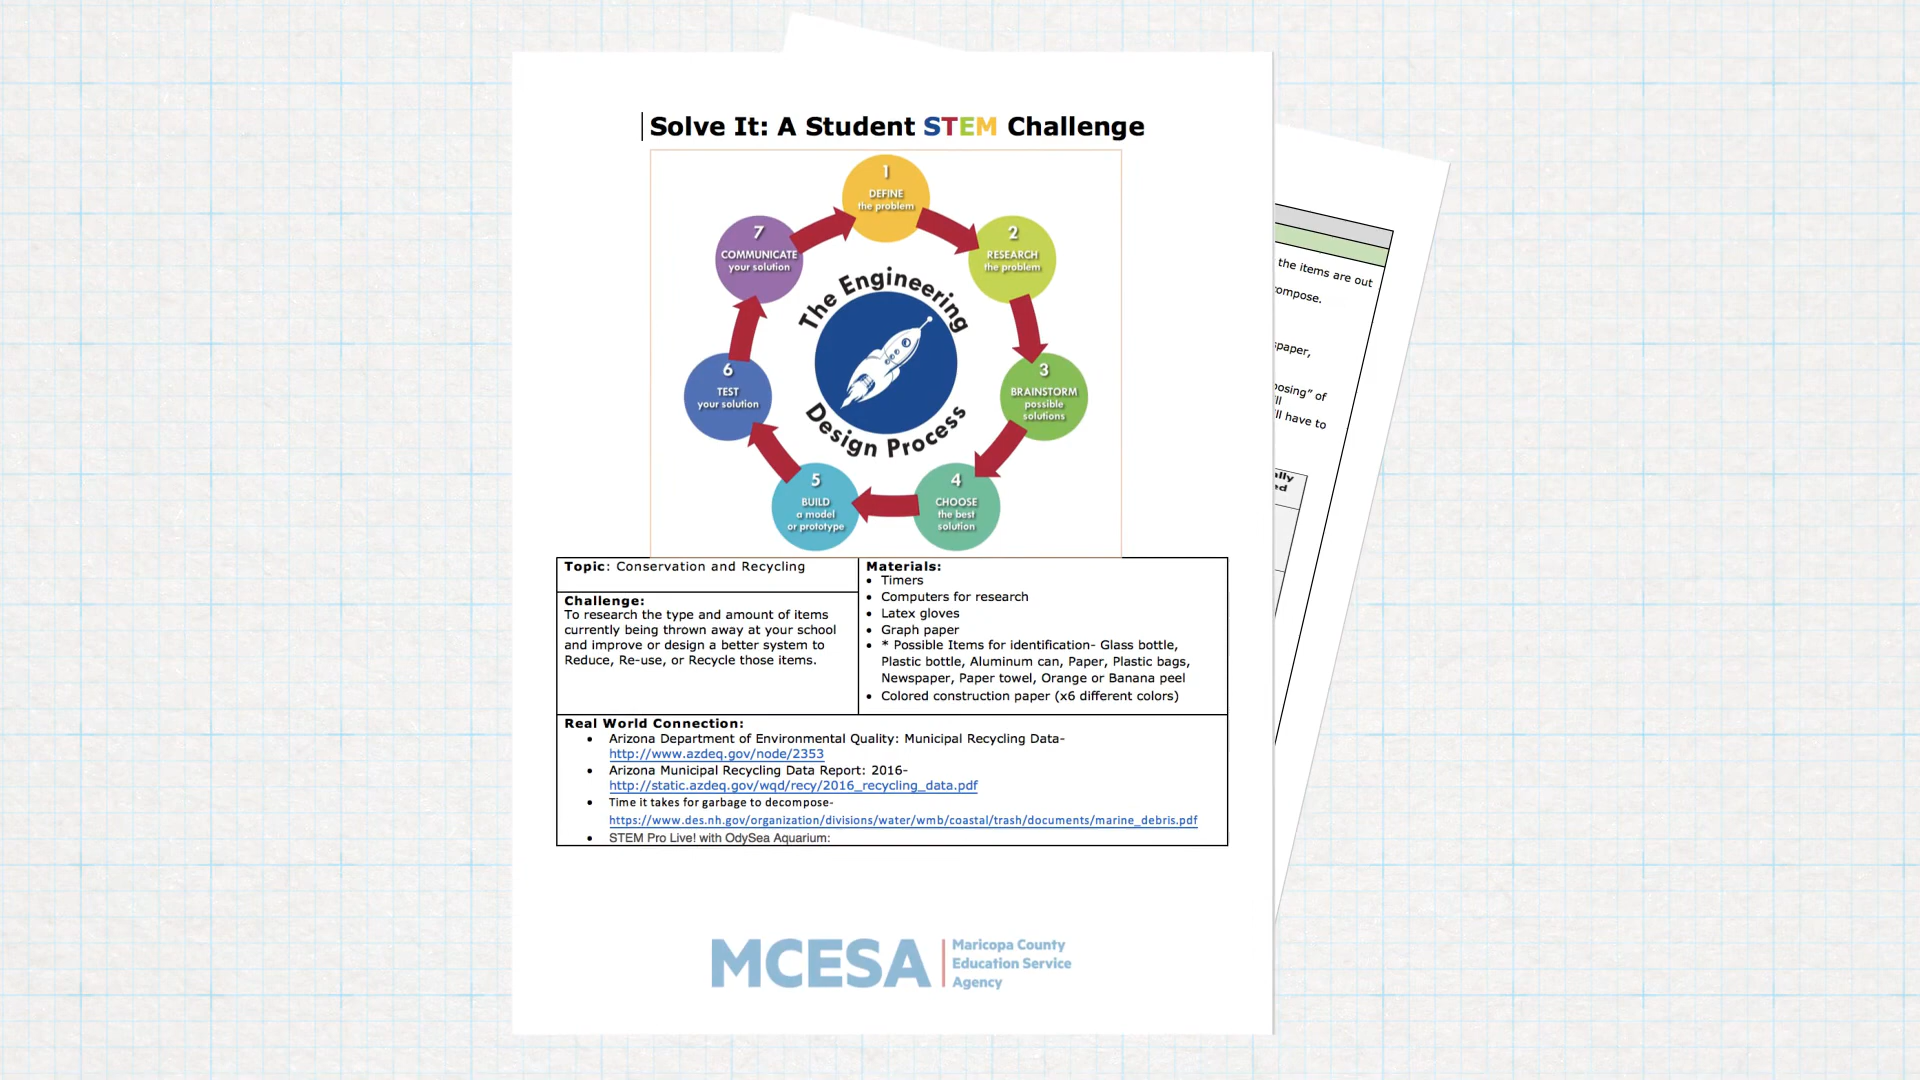 Solve It: A Student STEM Challenge
1
DEFINE
the problem
2
RESEARCH
the problem
3
BRAINSTORM
possible
solutions
4
CHOOSE
the best
solution
5
BUILD
a model
or prototype
6
TEST
your solution
7
COMMUNICATE
your solution
The Engineering
Design Process
Topic: Conservation and Recycling
Challenge:
To research the type and amount of items
currently being thrown away at your school
and improve or design a better system to
Reduce, Re-use, or Recycle those items.
Materials:
• Timers
• Computers for research
• Latex gloves
• Graph paper
• * Possible Items for identification- Glass bottle,
Plastic bottle, Aluminum can, Paper, Plastic bags,
Newspaper, Paper towel, Orange or Banana peel
• Colored construction paper (x6 different colors)
Real World Connection:
• Arizona Department of Environmental Quality: Municipal Recycling Data-
http://www.azdeq.gov/node/2353
• Arizona Municipal Recycling Data Report: 2016-
http://static.azdeq.gov/wqd/recy/2016_recycling_data.pdf
• Time it takes for garbage to decompose-
https://www.des.nh.gov/organization/divisions/water/wmb/coastal/trash/documents/marine_debris.pdf
• STEM Pro Live! with OdySea Aquarium:
MCESA
Maricopa County
Education Service
Agency
the items are out
ompose.
spaper,
osing" of
ll
'll have to
ally
ed